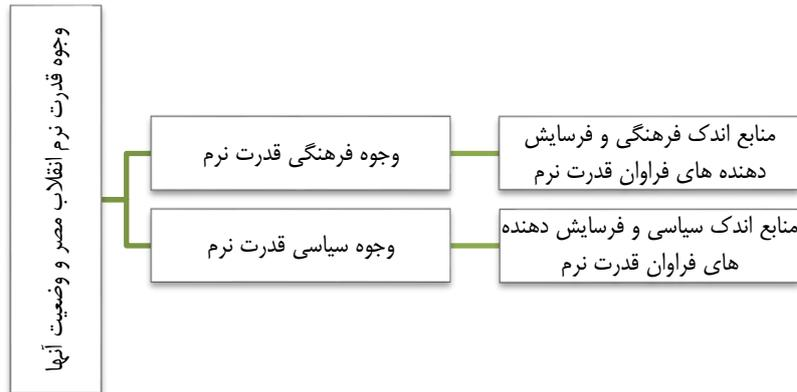 وجوه قدرت نرم انقلاب مصر و وضعیت آنها
وجوه فرهنگی قدرت نرم
منابع اندک فرهنگی و فرسایش
دهنده های فراوان قدرت نرم
وجوه سیاسی قدرت نرم
منابع اندک سیاسی و فرسایش دهنده
های فراوان قدرت نرم